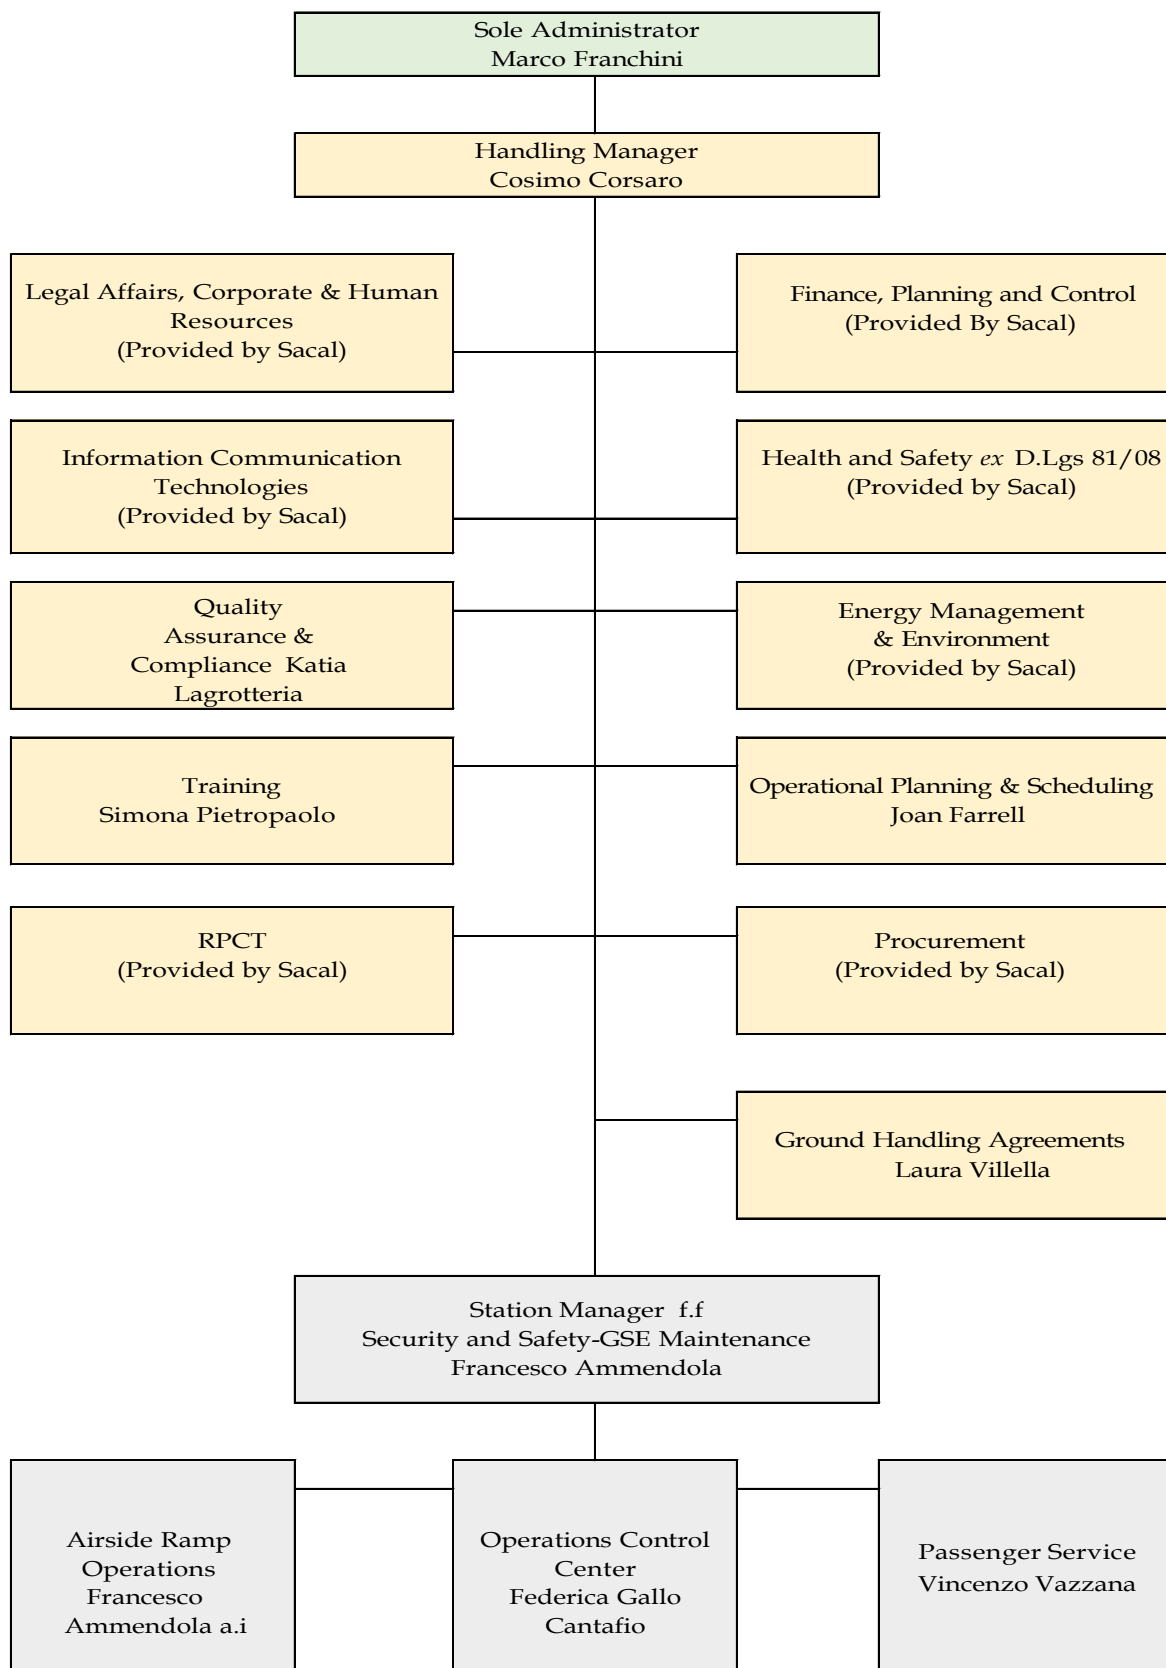 Sole Administrator
Marco Franchini
Handling Manager
Cosimo Corsaro
Legal Affairs, Corporate & Human
Resources
(Provided by Sacal)
Finance, Planning and Control
(Provided By Sacal)
Information Communication
Technologies
(Provided by Sacal)
Health and Safety ex D.Lgs 81/08
(Provided by Sacal)
Quality
Assurance &
Compliance Katia
Lagrotteria
Energy Management
& Environment
(Provided by Sacal)
Training
Simona Pietropaolo
Operational Planning & Scheduling
Joan Farrell
RPCT
(Provided by Sacal)
Procurement
(Provided by Sacal)
Ground Handling Agreements
Laura Villella
Station Manager f.f
Security and Safety-GSE Maintenance
Francesco Ammendola
Airside Ramp
Operations
Francesco
Ammendola a.i
Operations Control
Center
Federica Gallo
Cantafio
Passenger Service
Vincenzo Vazzana